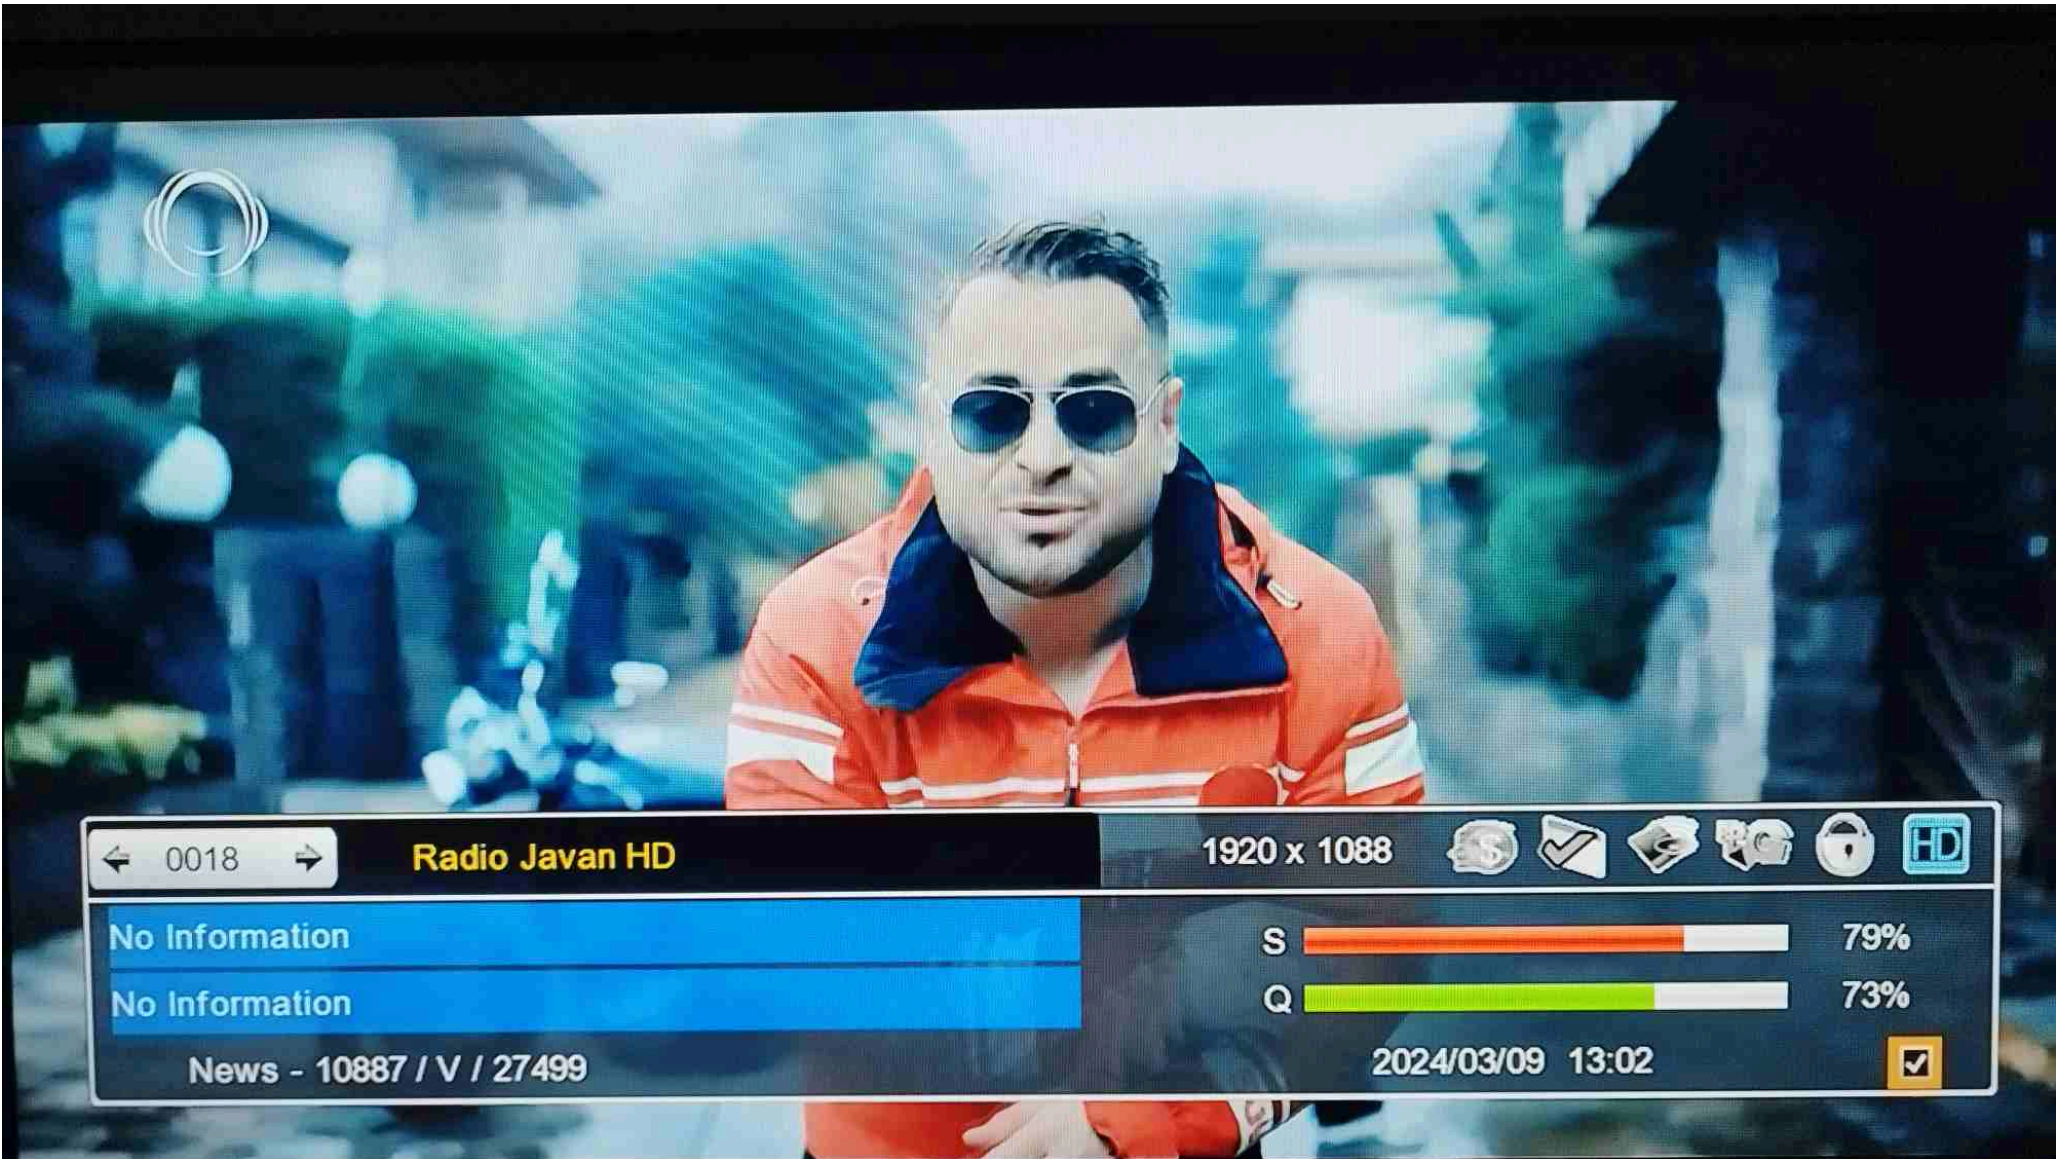 0018
Radio Javan HD
1920 x 1088
HD
No Information
No Information
S 79%
Q 73%
News - 10887 / V / 27499
2024/03/09 13:02